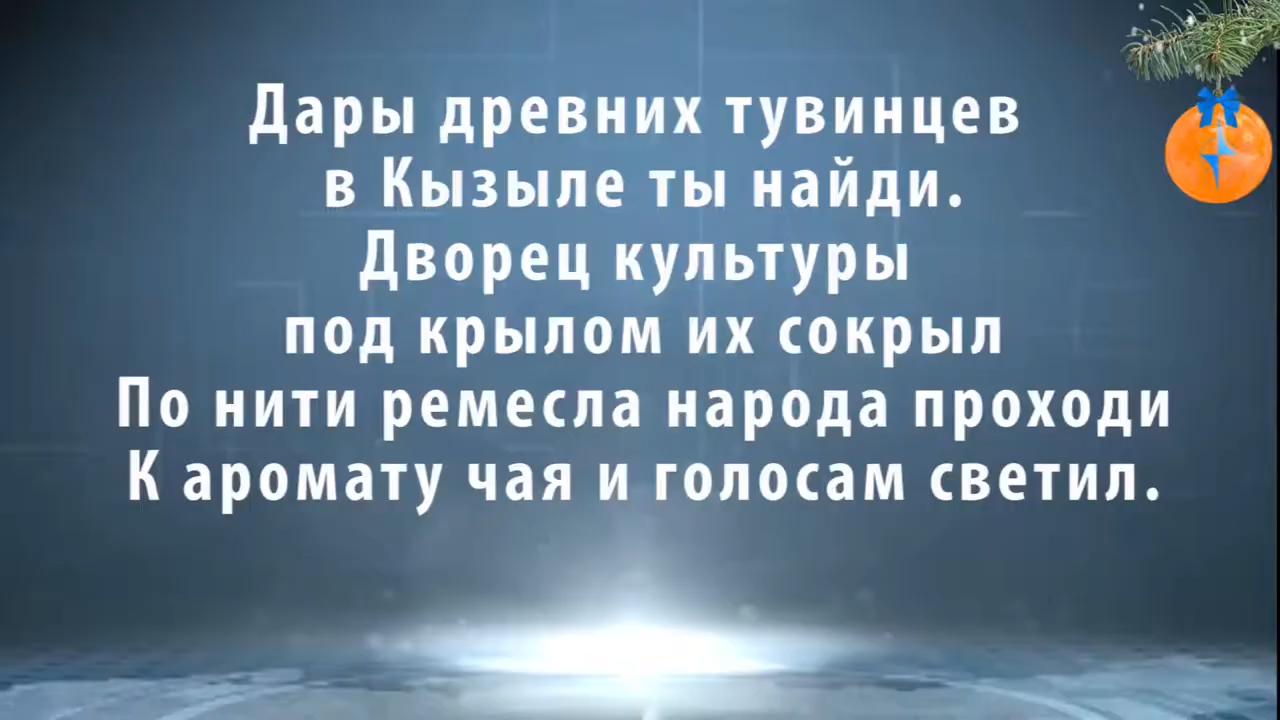 Дары древних тувинцев
в Кызыле ты найди.
Дворец культуры
под крылом их сокрыл
По нити ремесла народа проходи
К аромату чая и голосам светил.